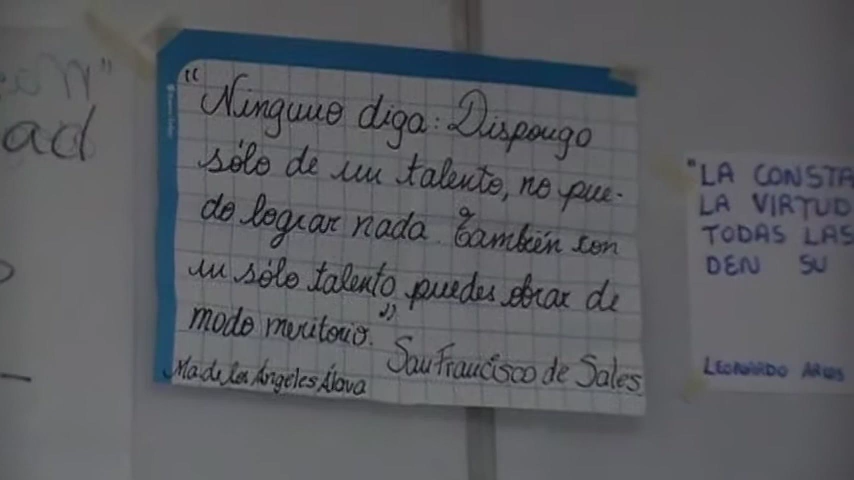 ad
"Ninguno diga: Dispongo
sólo de un talento, no pue-
do lograr nada. También con
un sólo talento puedes obrar de
modo meritorio."
San Francisco de Sales
Ma de los Ángeles Álava
"LA CONSTA
LA VIRTUD
TODAS LAS
DEN SU
LEONARDO